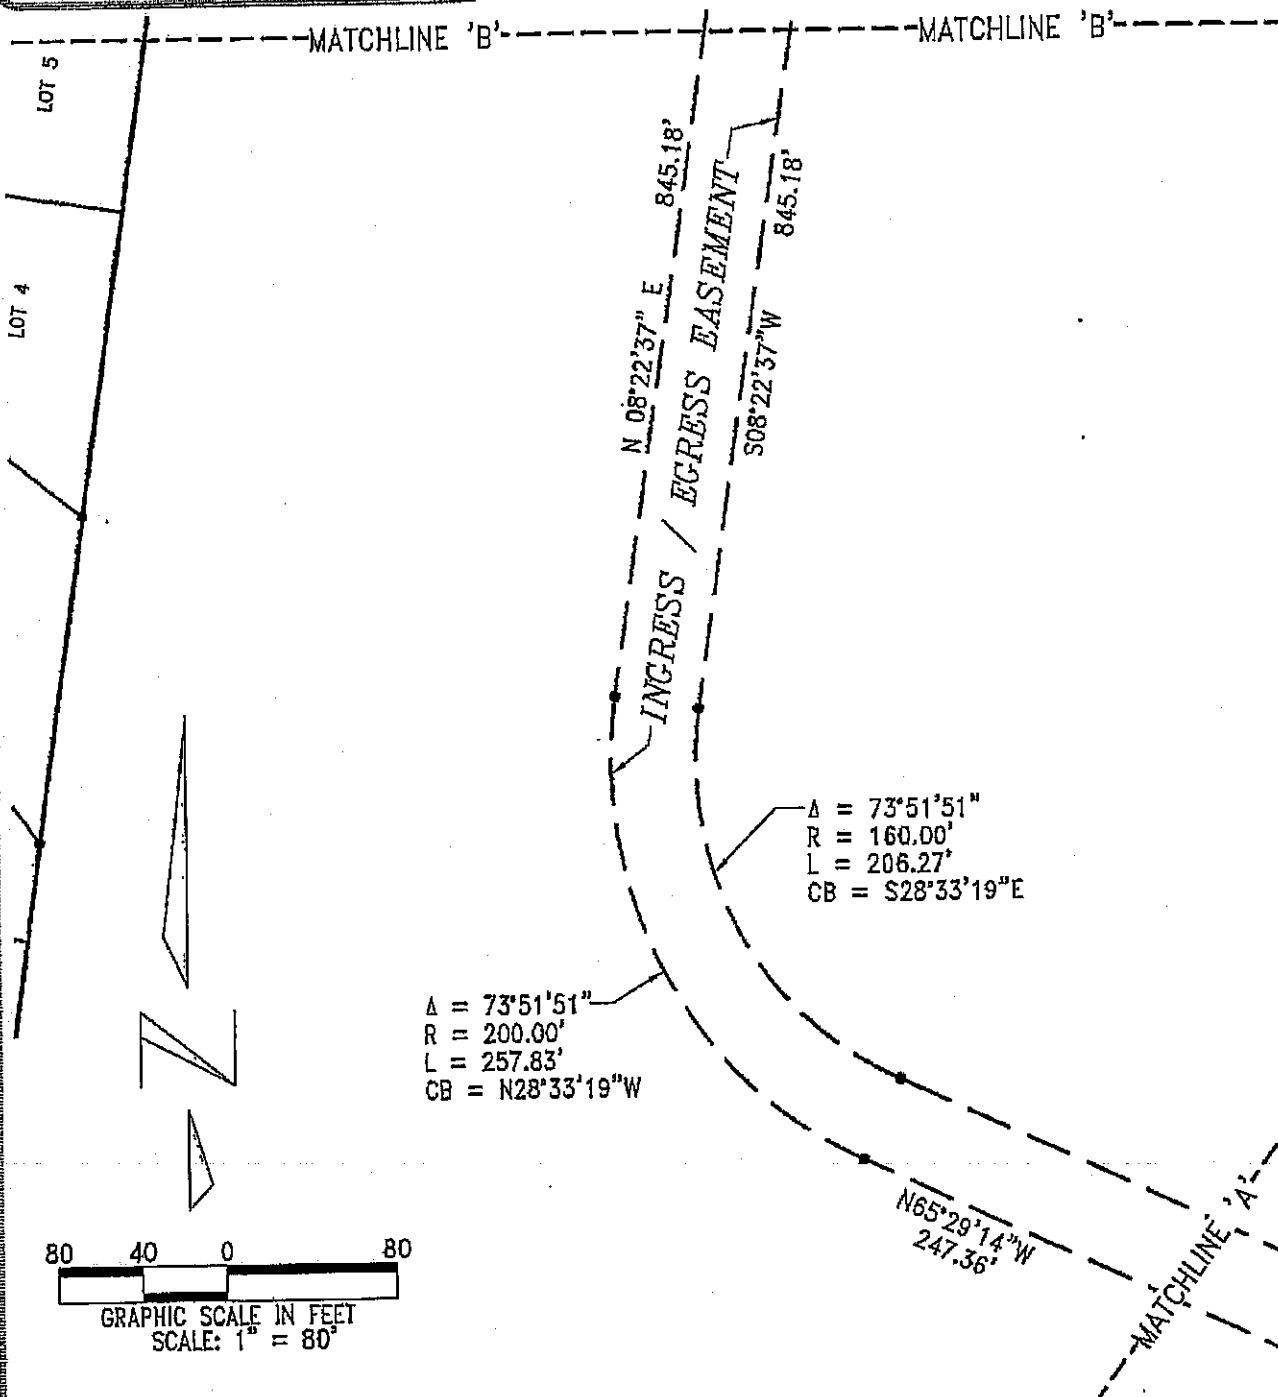 MATCHLINE 'B'
MATCHLINE 'B'
LOT 5
LOT 4
N 08°22'37" E 845.18'
INGRESS / EGRESS EASEMENT
S08°22'37"W 845.18'
Δ = 73°51'51"
R = 160.00'
L = 206.27'
CB = S28°33'19"E
Δ = 73°51'51"
R = 200.00'
L = 257.83'
CB = N28°33'19"W
N
N65°29'14"W
247.36'
MATCHLINE 'A'
80 40 0 80
GRAPHIC SCALE IN FEET
SCALE: 1" = 80'